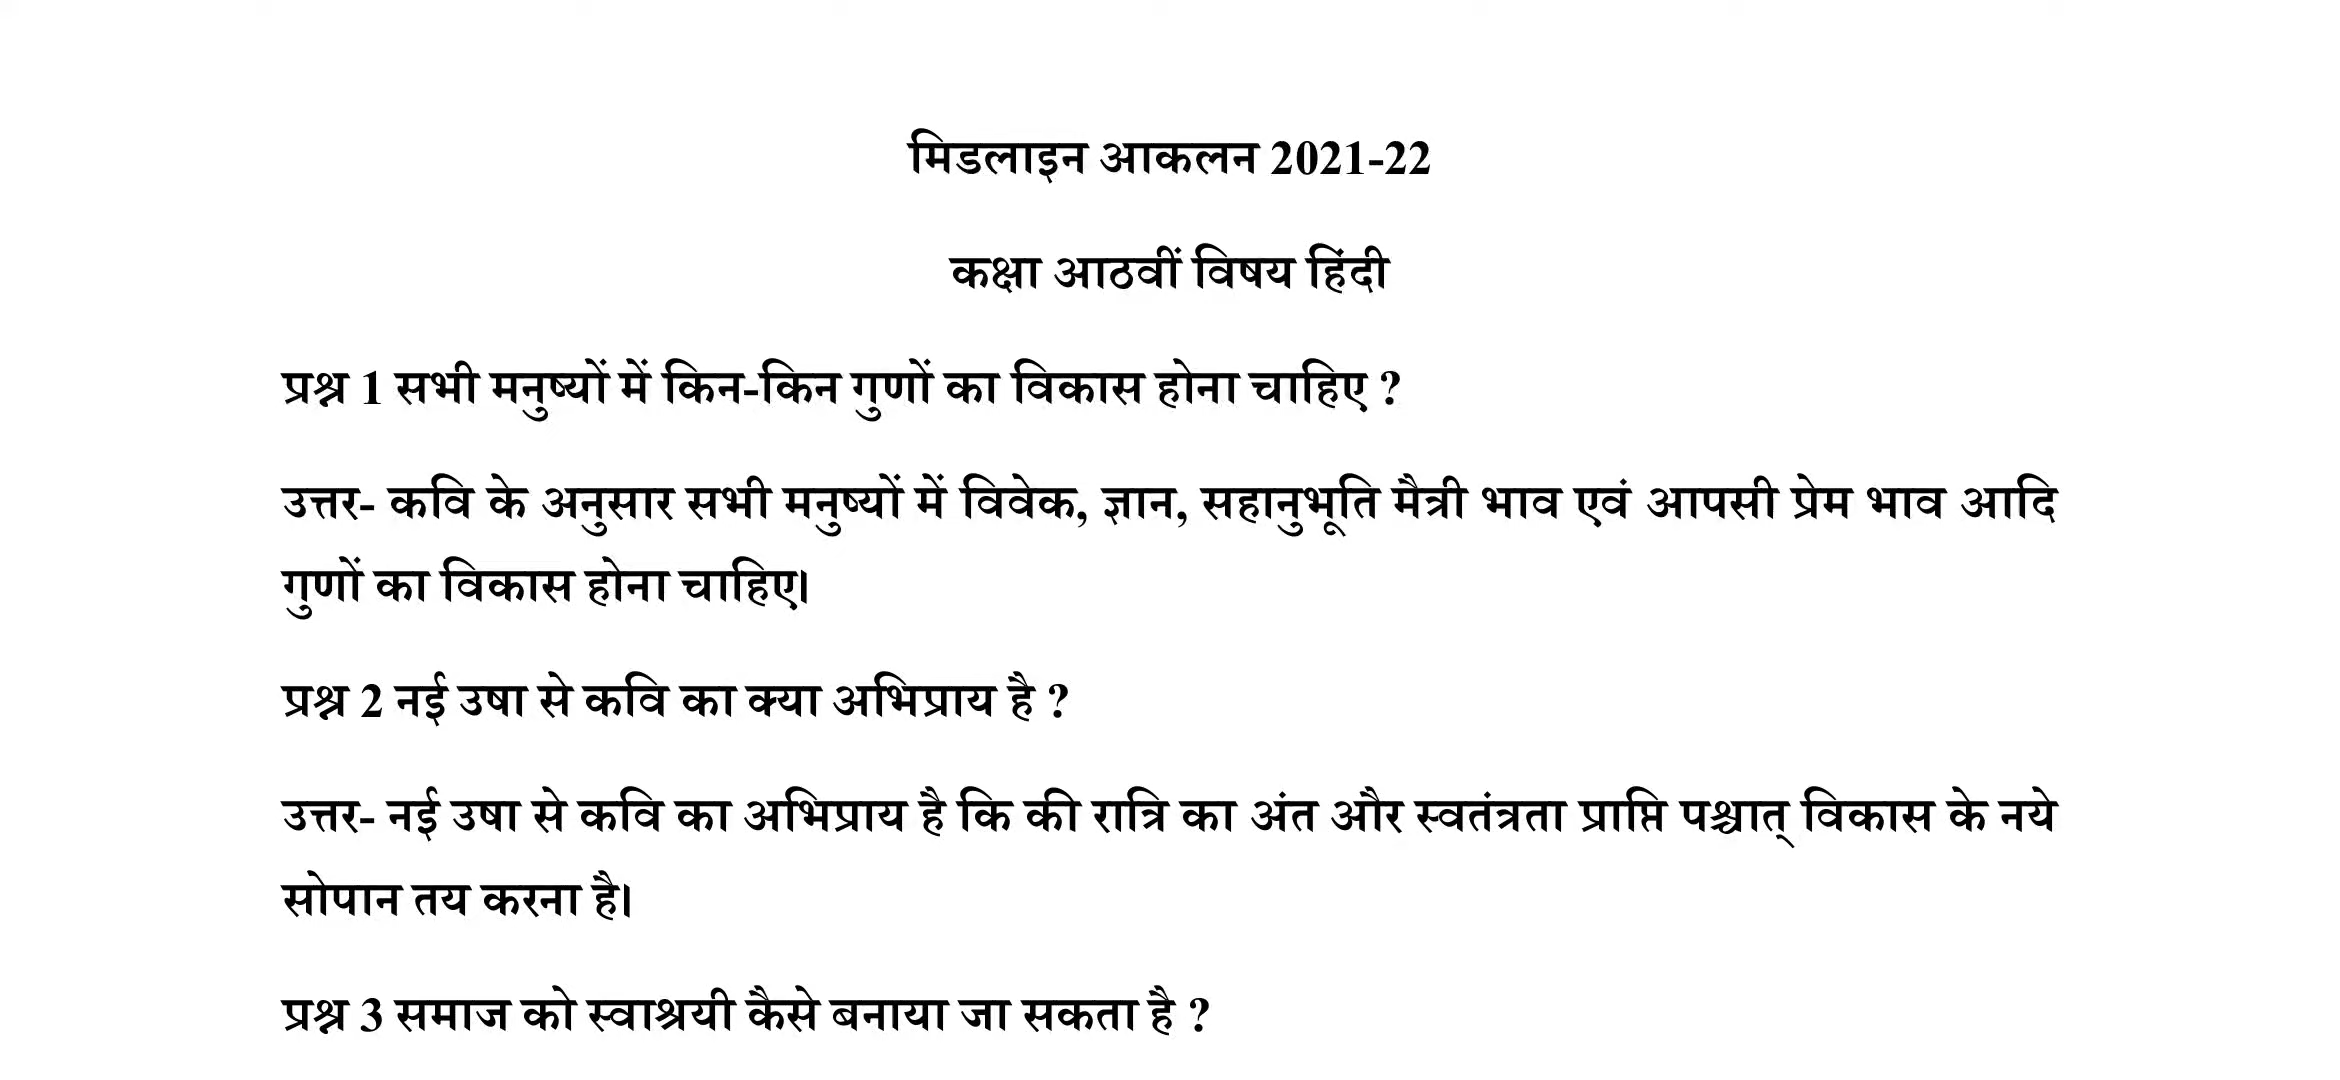 मिडलाइन आकलन 2021-22
कक्षा आठवीं विषय हिंदी
प्रश्न 1 सभी मनुष्यों में किन-किन गुणों का विकास होना चाहिए ?
उत्तर- कवि के अनुसार सभी मनुष्यों में विवेक, ज्ञान, सहानुभूति मैत्री भाव एवं आपसी प्रेम भाव आदि
गुणों का विकास होना चाहिए।
प्रश्न 2 नई उषा से कवि का क्या अभिप्राय है ?
उत्तर- नई उषा से कवि का अभिप्राय है कि की रात्रि का अंत और स्वतंत्रता प्राप्ति पश्चात् विकास के नये
सोपान तय करना है।
प्रश्न 3 समाज को स्वाश्रयी कैसे बनाया जा सकता है ?